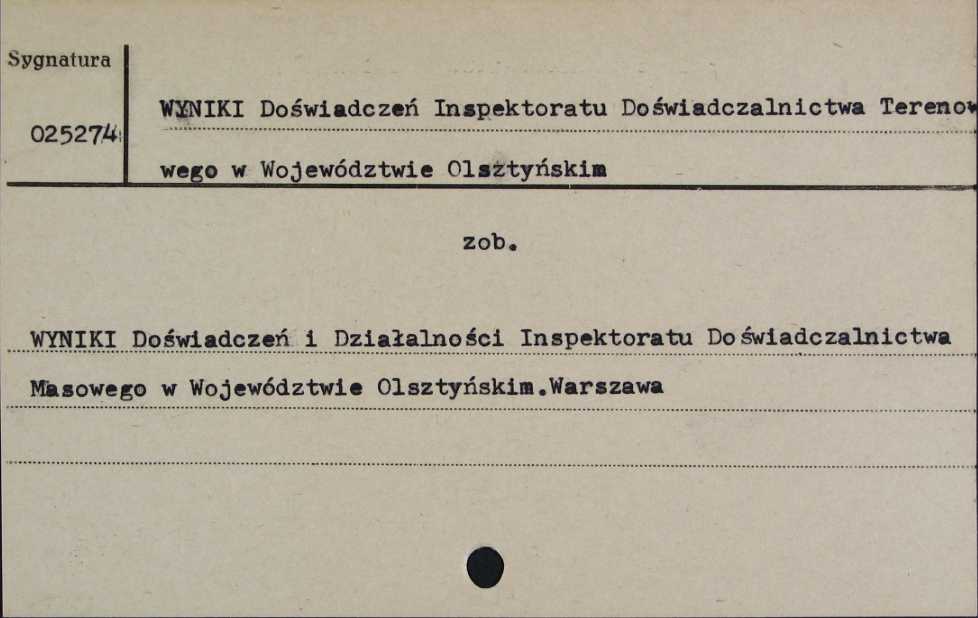 Sygnatura
025274
WYNIKI Doświadczeń Inspektoratu Doświadczalnictwa Terenow
wego w Województwie Olsztyńskim
zob.
WYNIKI Doświadczeń i Działalności Inspektoratu Doświadczalnictwa
Masowego w Województwie Olsztyńskim.Warszawa